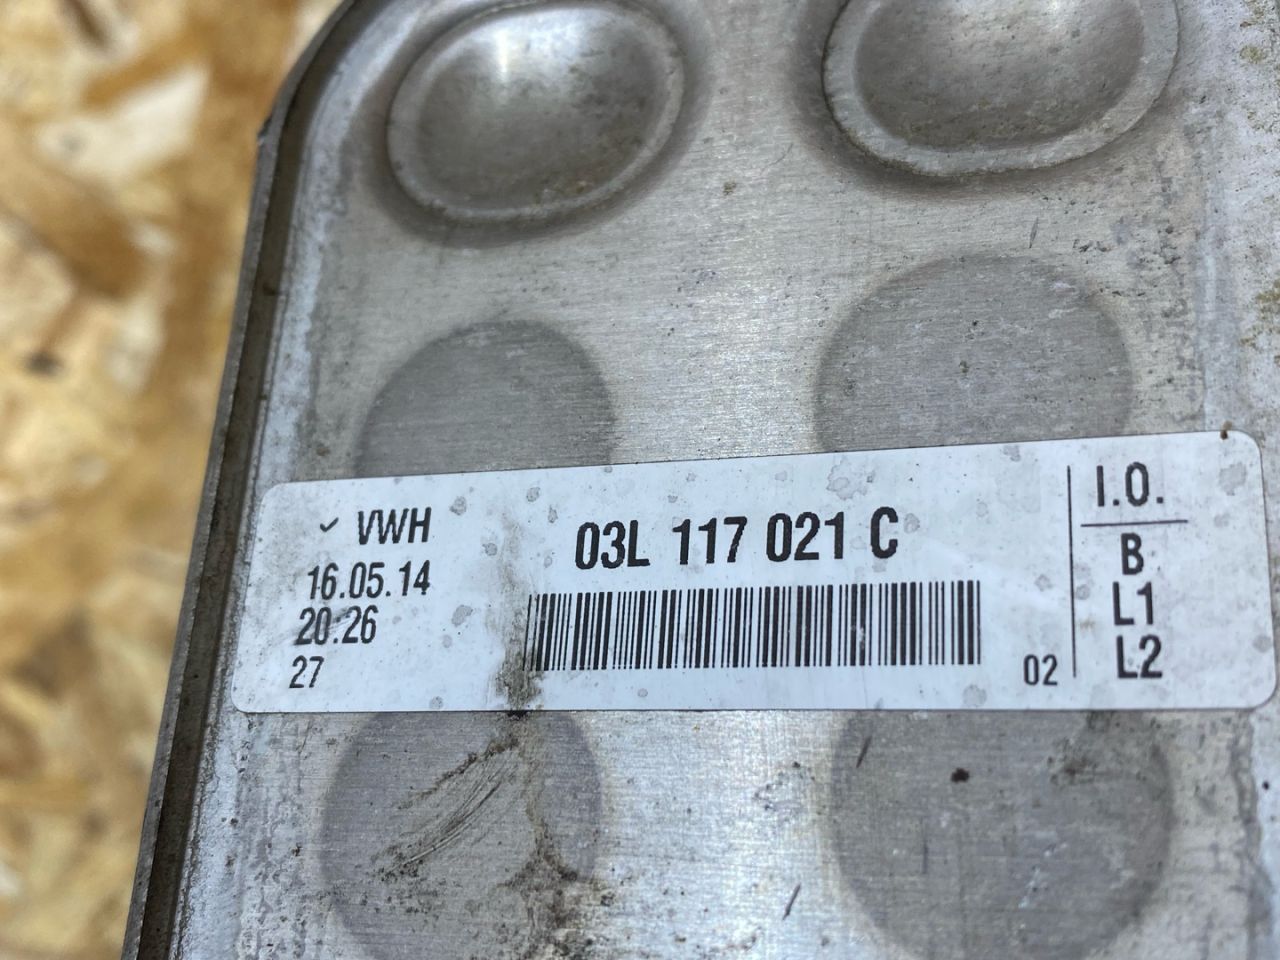 ✓ VWH
16.05.14
20:26
27
03L 117 021 C
02
I.O.
B
L1
L2